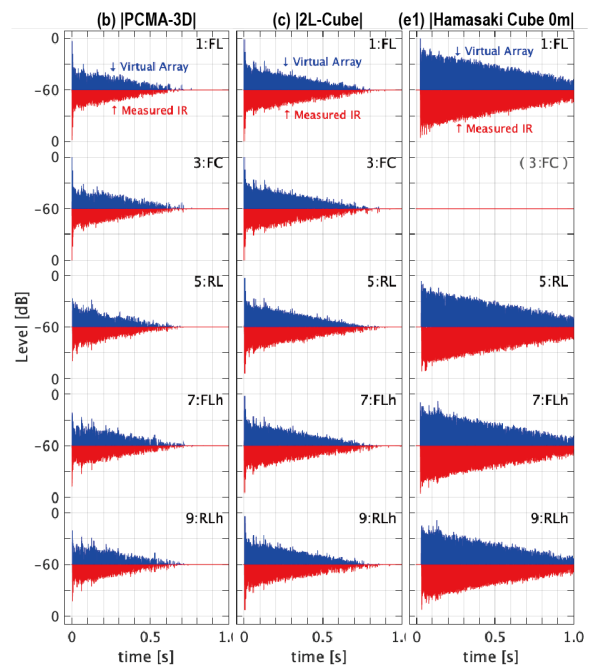 (b) |PCMA-3D| (c) |2L-Cube| (e1) |Hamasaki Cube 0m|
0 1:FL 1:FL 1:FL
↓ Virtual Array ↓ Virtual Array ↓ Virtual Array
-60
↑ Measured IR ↑ Measured IR ↑ Measured IR
0
0 3:FC 3:FC ( 3:FC )
-60
0
0 5:RL 5:RL 5:RL
Level [dB]
-60
0
0 7:FLh 7:FLh 7:FLh
-60
0
0 9:RLh 9:RLh 9:RLh
-60
0
0 0.5 1.0 0.5 1.0 0.5 1.0
time [s] time [s] time [s]